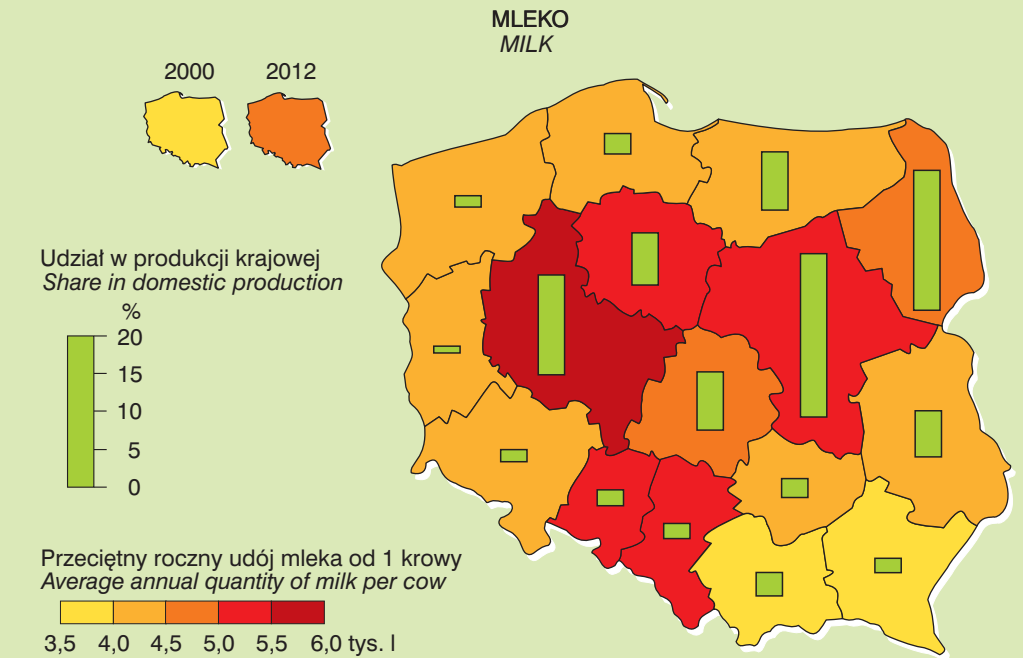 MLEKO
MILK
2000 2012
Udział w produkcji krajowej
Share in domestic production
%
20
15
10
5
0
Przeciętny roczny udój mleka od 1 krowy
Average annual quantity of milk per cow
3,5 4,0 4,5 5,0 5,5 6,0 tys. l